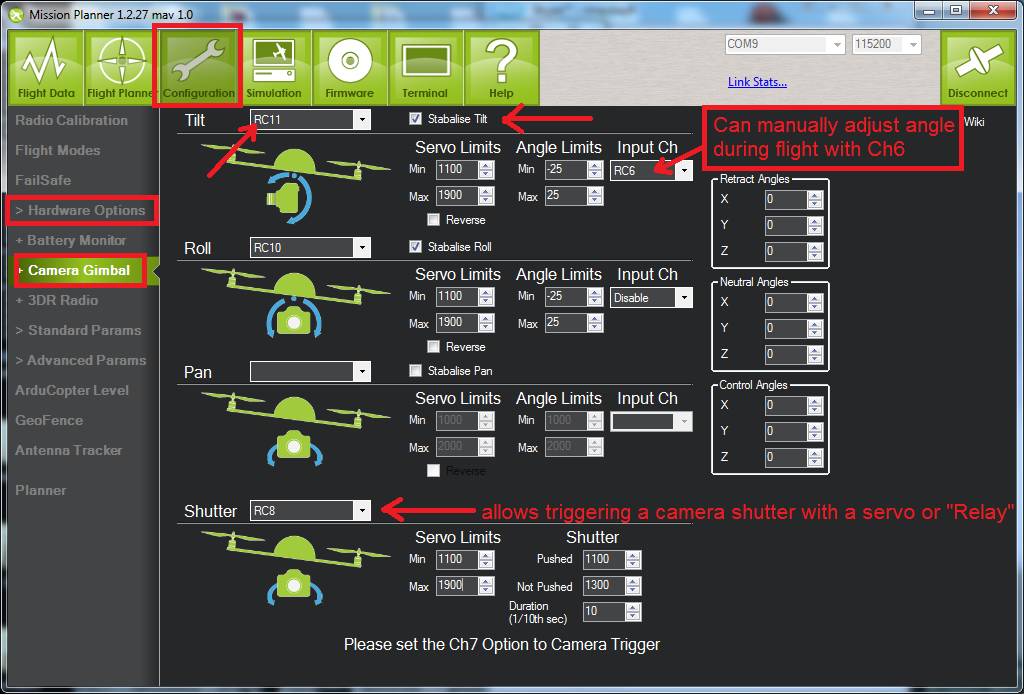 Mission Planner 1.2.27 mav 1.0
COM9
115200
Link Stats...
Flight Data
Flight Planner
Configuration
Simulation
Firmware
Terminal
Help
Disconnect
Radio Calibration
Flight Modes
FailSafe
> Hardware Options
+ Battery Monitor
+ Camera Gimbal
+ 3DR Radio
> Standard Params
> Advanced Params
ArduCopter Level
GeoFence
Antenna Tracker
Planner
Tilt
RC11
Stabalise Tilt
Servo Limits Angle Limits Input Ch
Min 1100 Min -25 RC6
Max 1900 Max 25
Reverse
Can manually adjust angle
during flight with Ch6
Wiki
Roll
RC10
Stabalise Roll
Servo Limits Angle Limits Input Ch
Min 1100 Min -25 Disable
Max 1900 Max 25
Reverse
Pan
Stabalise Pan
Servo Limits Angle Limits Input Ch
Min 1000 Min 1000
Max 2000 Max 2000
Reverse
Retract Angles
X 0
Y 0
Z 0
Neutral Angles
X 0
Y 0
Z 0
Control Angles
X 0
Y 0
Z 0
Shutter
RC8
allows triggering a camera shutter with a servo or "Relay"
Servo Limits Shutter
Min 1100 Pushed 1100
Max 1900 Not Pushed 1300
Duration
(1/10th sec) 10
Please set the Ch7 Option to Camera Trigger